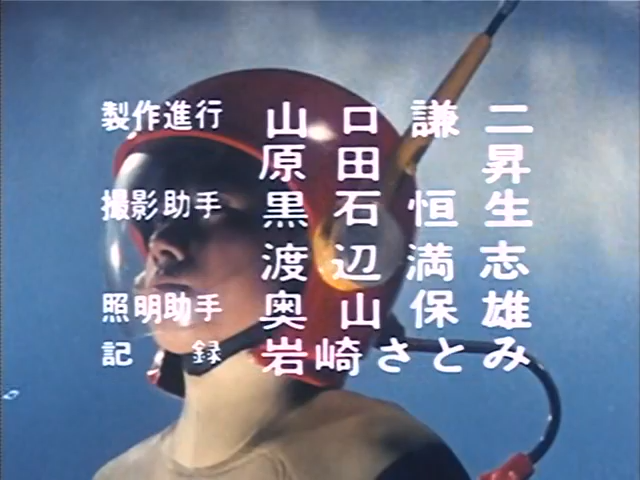 製作進行 山口謙二
原田 昇
撮影助手 黒石恒生
渡辺満志
照明助手 奥山保雄
記録 岩崎さとみ